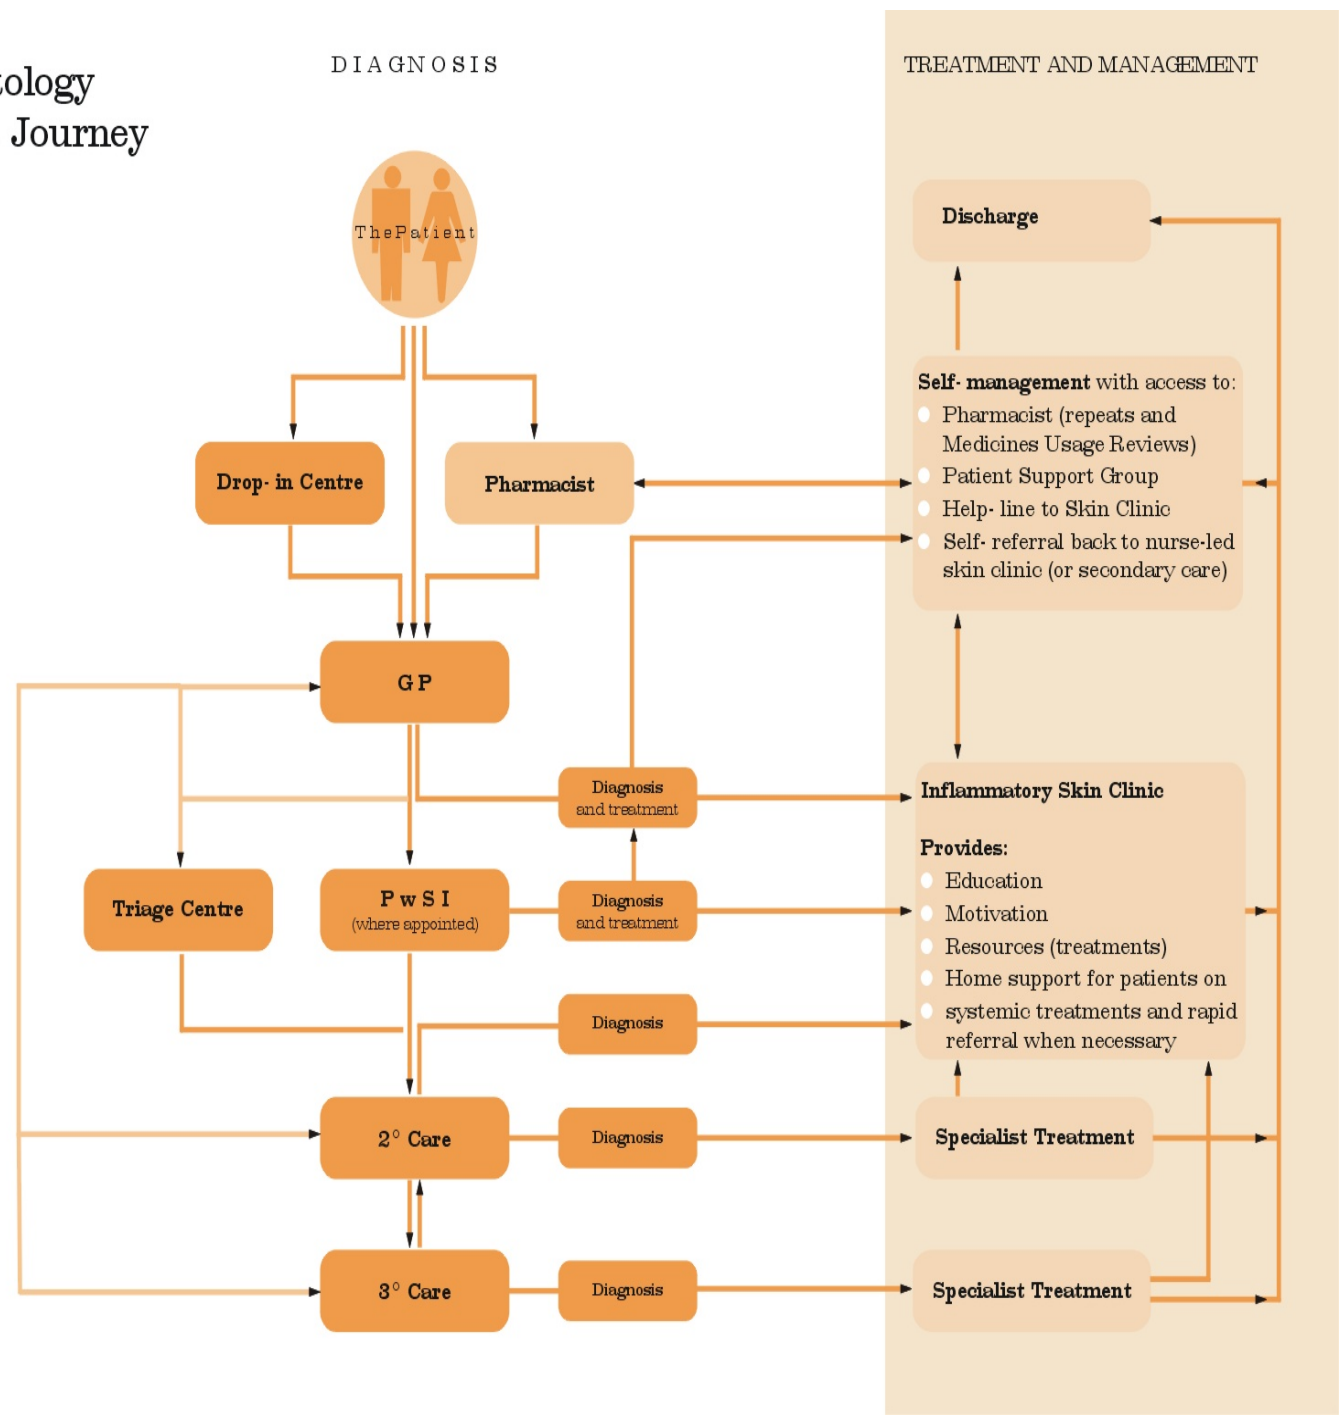 tology
Journey
DIAGNOSIS
TREATMENT AND MANAGEMENT
ThePatient
Discharge
Self- management with access to:
Pharmacist (repeats and
Medicines Usage Reviews)
Patient Support Group
Help- line to Skin Clinic
Self- referral back to nurse-led
skin clinic (or secondary care)
Drop- in Centre
Pharmacist
GP
Diagnosis
and treatment
Inflammatory Skin Clinic
Provides:
Education
Motivation
Resources (treatments)
Home support for patients on
systemic treatments and rapid
referral when necessary
Triage Centre
PwSI
(where appointed)
Diagnosis
and treatment
Diagnosis
2° Care
Diagnosis
Specialist Treatment
3° Care
Diagnosis
Specialist Treatment